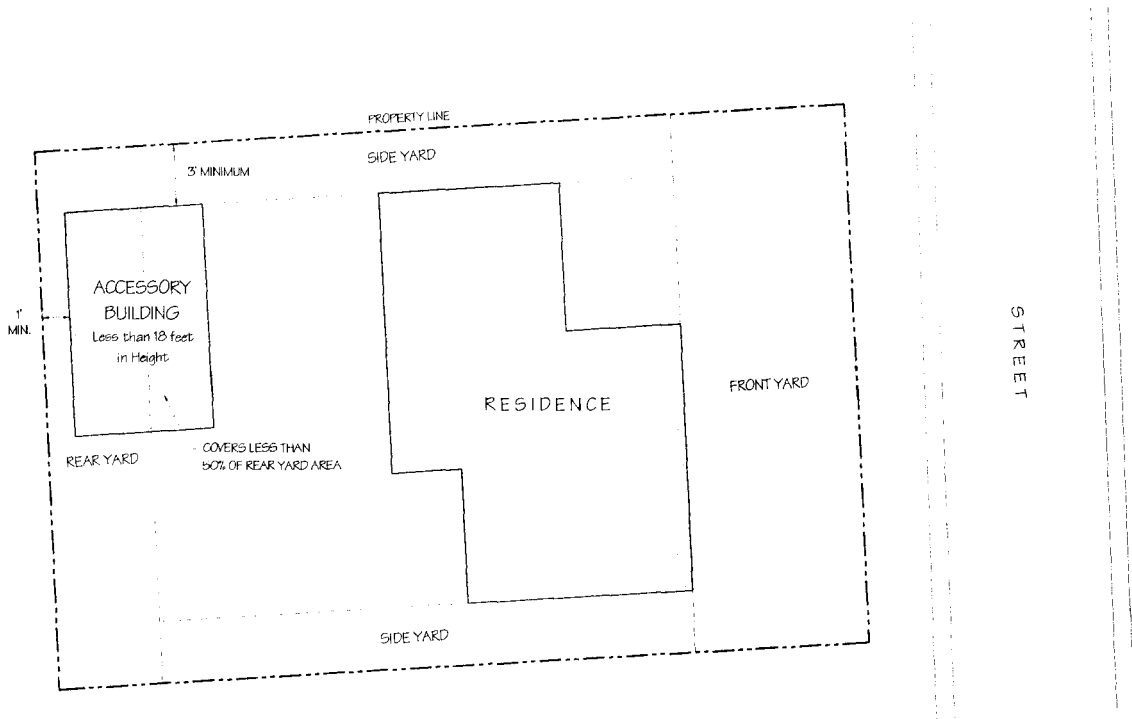 PROPERTY LINE
SIDE YARD
3' MINIMUM
ACCESSORY
BUILDING
Less than 18 feet
in Height
1'
MIN.
STREET
FRONT YARD
RESIDENCE
COVERS LESS THAN
50% OF REAR YARD AREA
REAR YARD
SIDE YARD